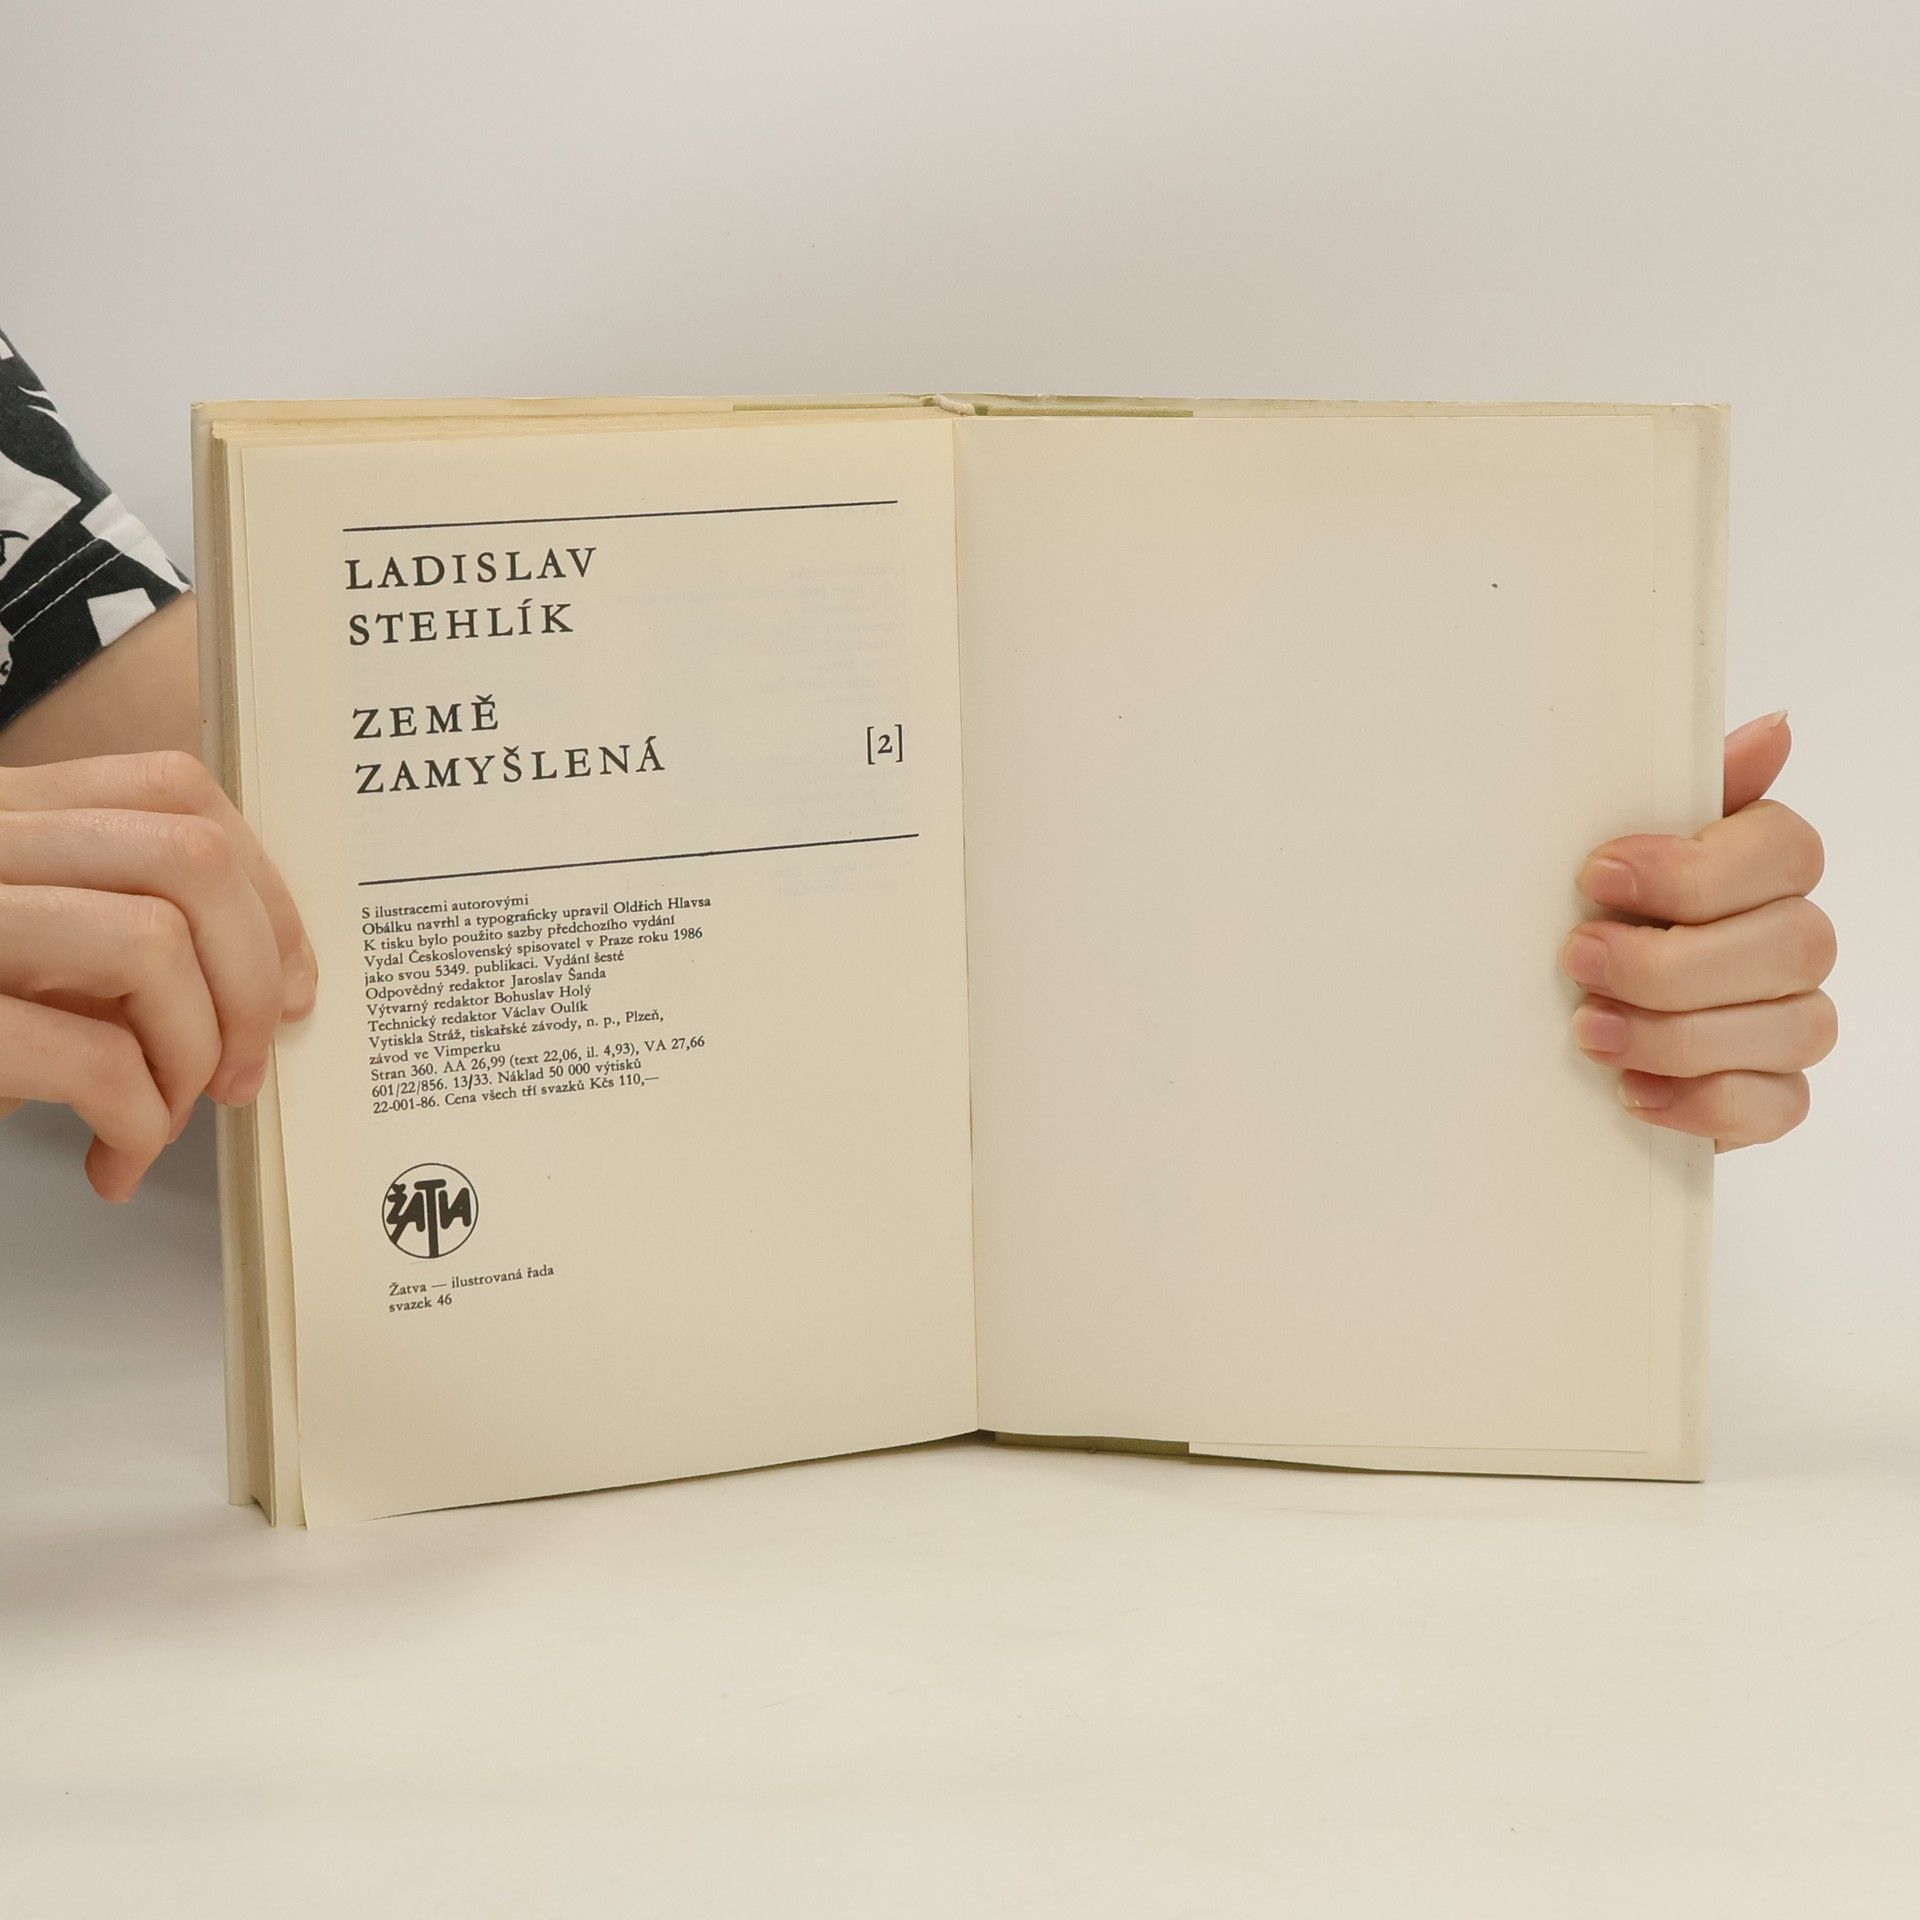 LADISLAV
STEHLÍK
ZEMĚ
ZAMYŠLENÁ [2]
S ilustracemi autorovými
Obálku navrhl a typograficky upravil Oldřich Hlavsa
K tisku bylo použito sazby předchozího vydání
Vydal Československý spisovatel v Praze roku 1986
jako svou 5349. publikaci. Vydání šesté
Odpovědný redaktor Jaroslav Šanda
Výtvarný redaktor Bohuslav Holý
Technický redaktor Václav Oulík
Vytiskla Stráž, tiskařské závody, n. p., Plzeň,
závod ve Vimperku
Stran 360. AA 26,99 (text 22,06, il. 4,93), VA 27,66
601/22/856. 13/33. Náklad 50 000 výtisků
22-001-86. Cena všech tří svazků Kčs 110,—
ŽATVA
Žatva — ilustrovaná řada
svazek 46